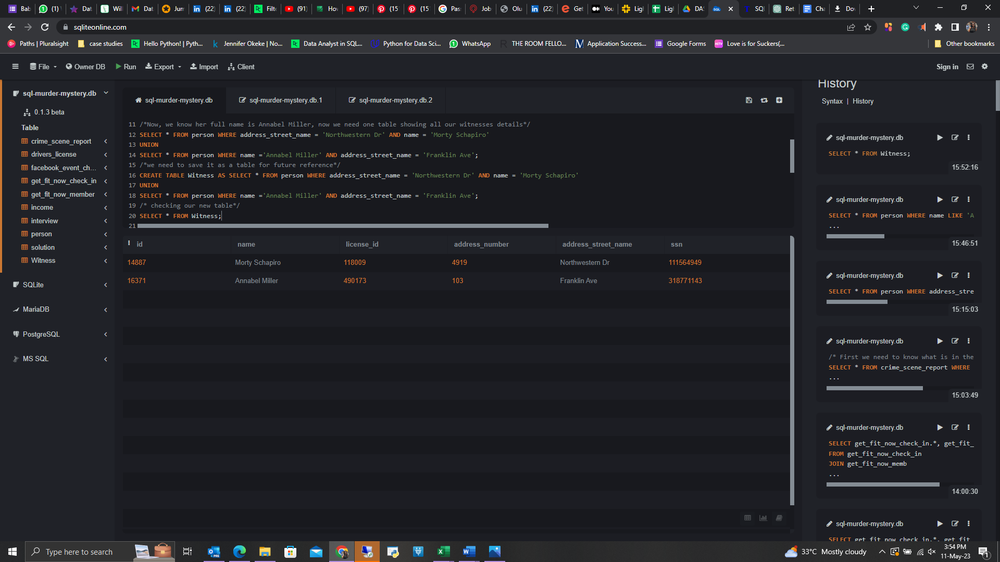 Bab
(1) \
Dat
Will
Dat
Jum
(22)
(22)
Filte
(91)
Hov
(97)
(15
(15
Pas
Job
Olu
(22)
Get
You
Ligh
Ligh
DAS
SQl
Ret
Cha
Dov
sqliteonline.com
Paths | Pluralsight
case studies
Hello Python! | Pyth...
Jennifer Okeke | No...
Data Analyst in SQL...
Python for Data Sci...
WhatsApp
THE ROOM FELLO...
Application Success...
Google Forms
Love is for Suckers(...
Other bookmarks
File
Owner DB
Run
Export
Import
Client
Sign in
sql-murder-mystery.db
0.1.3 beta
Table
crime_scene_report
drivers_license
facebook_event_ch...
get_fit_now_check_in
get_fit_now_member
income
interview
person
solution
Witness
SQLite
MariaDB
PostgreSQL
MS SQL
sql-murder-mystery.db
sql-murder-mystery.db.1
sql-murder-mystery.db.2
11 /*Now, we know her full name is Annabel Miller, now we need one table showing all our witnesses details*/
12 SELECT * FROM person WHERE address_street_name = 'Northwestern Dr' AND name = 'Morty Schapiro'
13 UNION
14 SELECT * FROM person WHERE name ='Annabel Miller' AND address_street_name = 'Franklin Ave';
15 /*we need to save it as a table for future reference*/
16 CREATE TABLE Witness AS SELECT * FROM person WHERE address_street_name = 'Northwestern Dr' AND name = 'Morty Schapiro'
17 UNION
18 SELECT * FROM person WHERE name ='Annabel Miller' AND address_street_name = 'Franklin Ave';
19 /* checking our new table*/
20 SELECT * FROM Witness;
21
id name license_id address_number address_street_name ssn
14887 Morty Schapiro 118009 4919 Northwestern Dr 111564949
16371 Annabel Miller 490173 103 Franklin Ave 318771143
History
Syntax | History
sql-murder-mystery.db
SELECT * FROM Witness;
15:52:16
sql-murder-mystery.db
SELECT * FROM person WHERE name LIKE 'A
...
15:46:51
sql-murder-mystery.db
SELECT * FROM person WHERE address_stre
15:15:03
sql-murder-mystery.db
/* First we need to know what is in the
SELECT * FROM crime_scene_report WHERE
...
15:03:49
sql-murder-mystery.db
SELECT get_fit_now_check_in.*, get_fit_
FROM get_fit_now_check_in
JOIN get_fit_now_memb
...
14:00:30
sql-murder-mystery.db
SELECT get_fit_now_check_in.*, get_fit_
Type here to search
33°C Mostly cloudy
3:54 PM
11-May-23
1